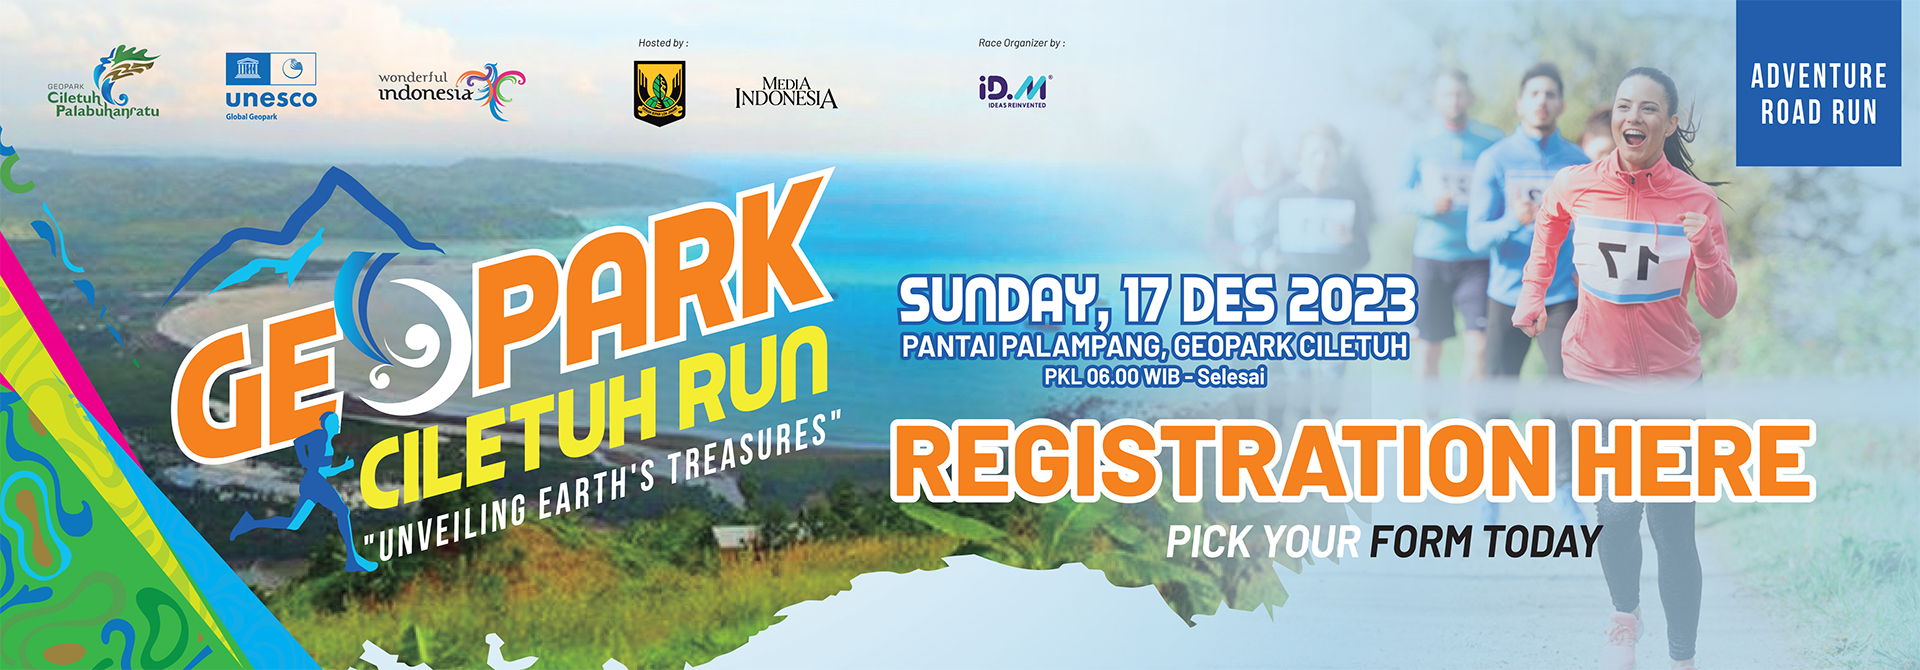 GEOPARK
Ciletuh
Palabuhanratu
unesco
Global Geopark
wonderful
indonesia
Hosted by :
MEDIA
INDONESIA
Race Organizer by :
iD.M®
IDEAS REINVENTED
ADVENTURE
ROAD RUN
GEOPARK
CILETUH RUN
"UNVEILING EARTH'S TREASURES"
SUNDAY, 17 DES 2023
PANTAI PALAMPANG, GEOPARK CILETUH
PKL 06.00 WIB - Selesai
REGISTRATION HERE
PICK YOUR FORM TODAY
17